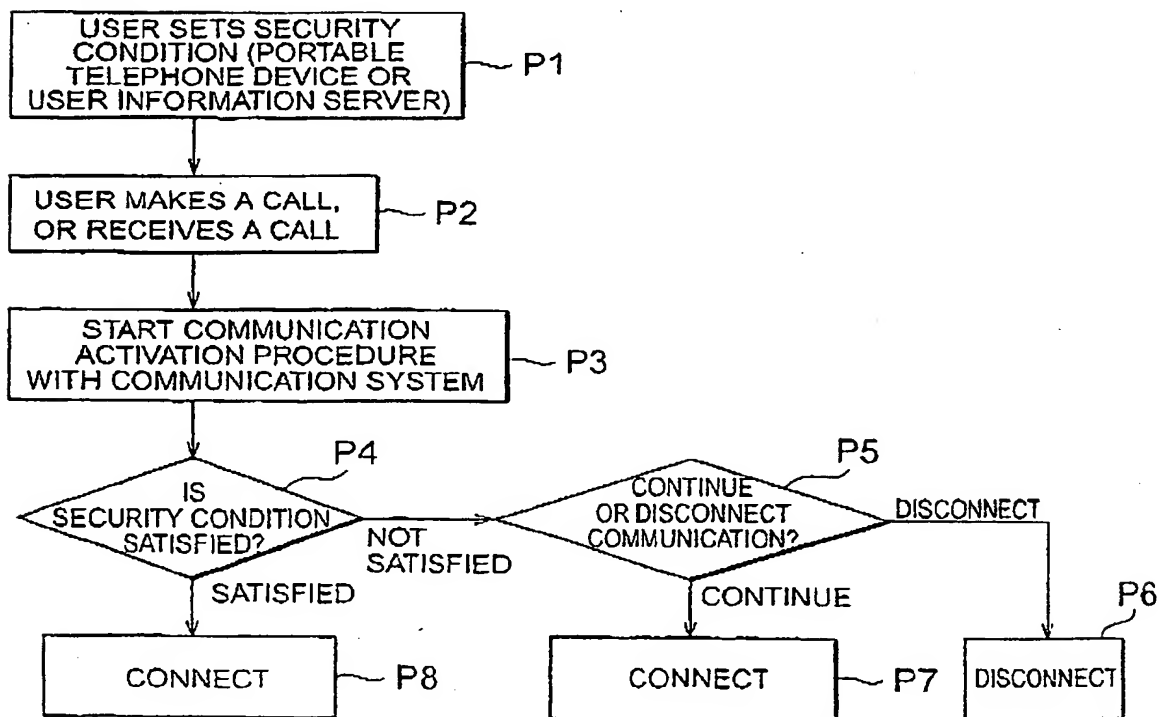 USER SETS SECURITY
CONDITION (PORTABLE
TELEPHONE DEVICE OR
USER INFORMATION SERVER)
P1
USER MAKES A CALL,
OR RECEIVES A CALL
P2
START COMMUNICATION
ACTIVATION PROCEDURE
WITH COMMUNICATION SYSTEM
P3
P4
IS
SECURITY CONDITION
SATISFIED?
NOT
SATISFIED
SATISFIED
P5
CONTINUE
OR DISCONNECT
COMMUNICATION?
DISCONNECT
CONTINUE
P6
CONNECT
P8
CONNECT
P7
DISCONNECT